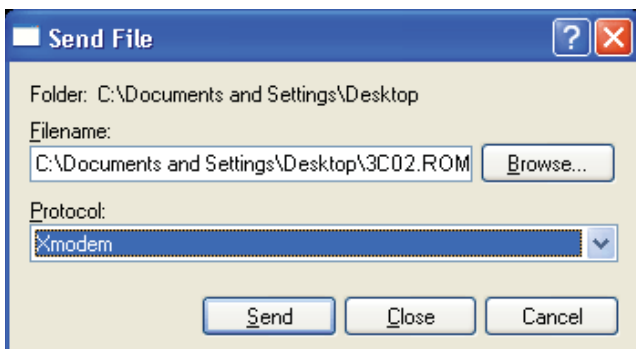 Send File
Folder: C:\Documents and Settings\Desktop
Filename:
C:\Documents and Settings\Desktop\3C02.ROM
Browse...
Protocol:
Xmodem
Send Close Cancel